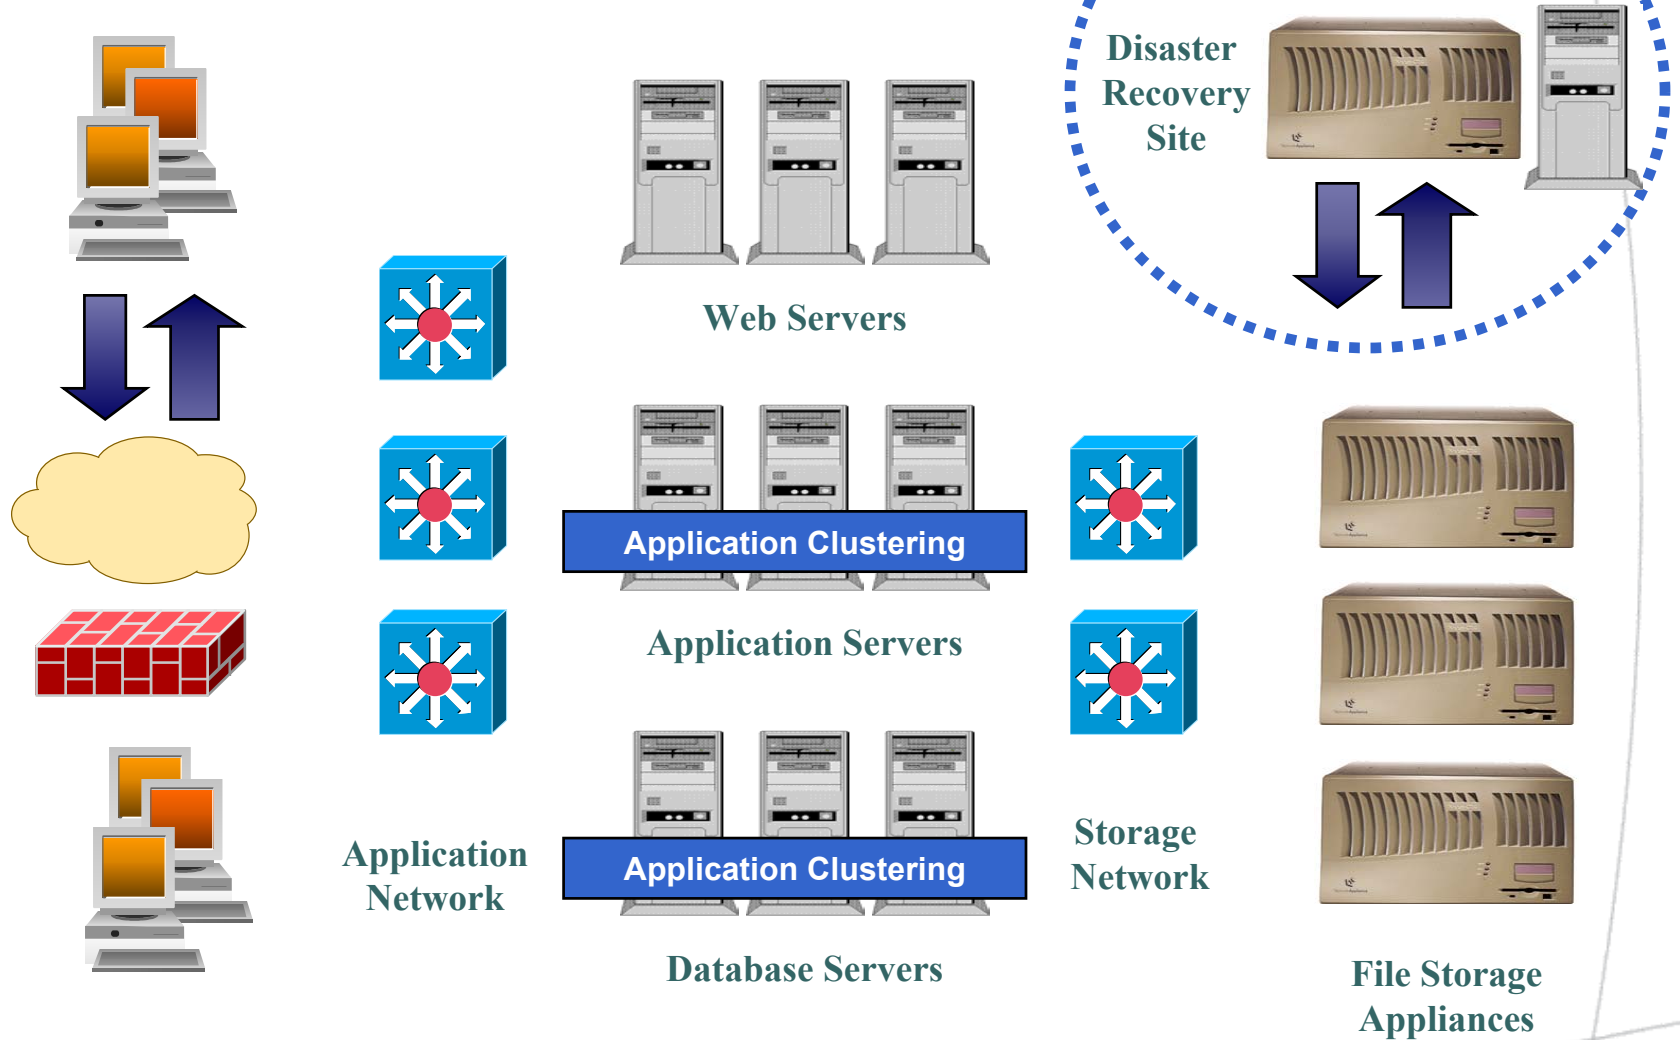 Disaster
Recovery
Site
Web Servers
Application Clustering
Application Servers
Application
Network
Application Clustering
Storage
Network
Database Servers
File Storage
Appliances